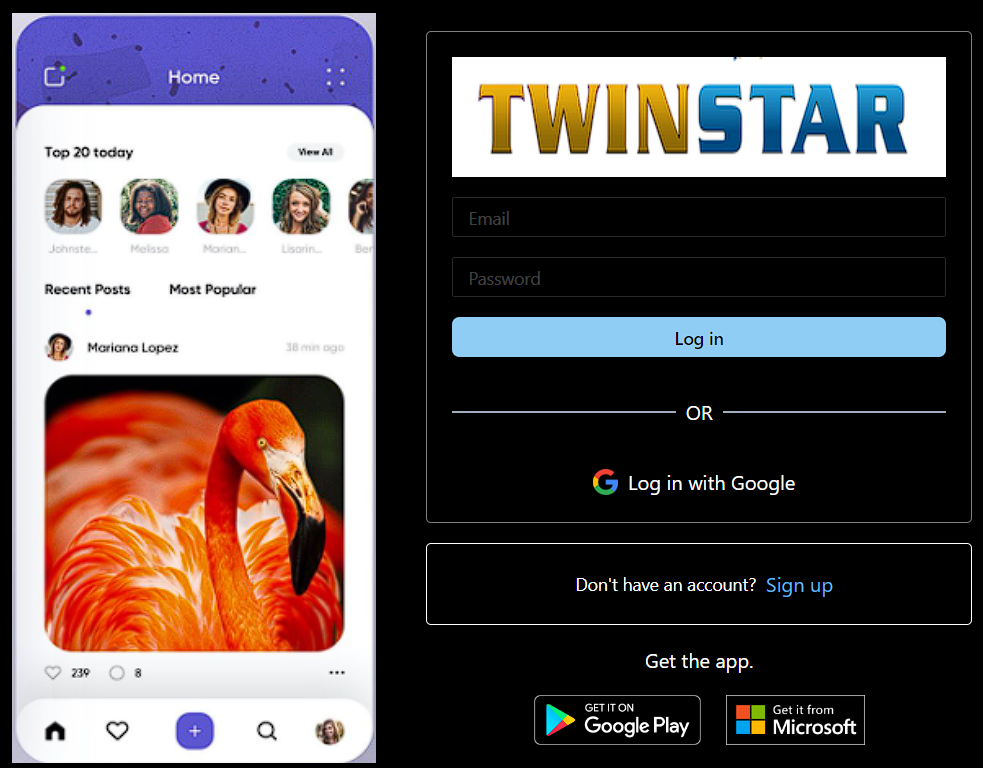 Home
Top 20 today
View All
Johnste...
Melissa
Marian...
Lisarin...
Ber
Recent Posts
Most Popular
Mariana Lopez
38 min ago
239
8
TWINSTAR
Email
Password
Log in
OR
Log in with Google
Don't have an account? Sign up
Get the app.
GET IT ON
Google Play
Get it from
Microsoft